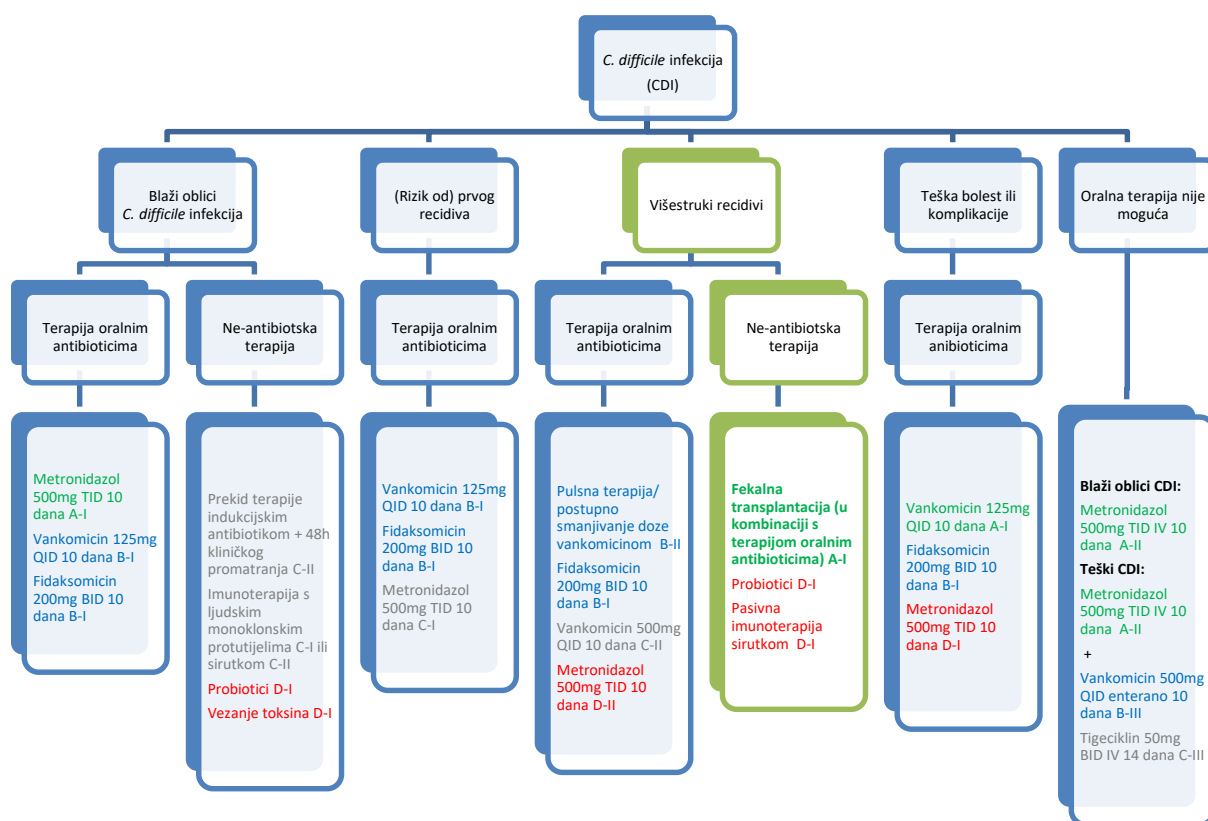 C. difficile infekcija
(CDI)
Blaži oblici
C. difficile infekcija
(Rizik od) prvog
recidiva
Višestruki recidivi
Teška bolest ili
komplikacije
Oralna terapija nije
moguća
Terapija oralnim
antibioticima
Ne-antibiotska
terapija
Terapija oralnim
antibioticima
Terapija oralnim
antibioticima
Ne-antibiotska
terapija
Terapija oralnim
anibioticima
Metronidazol
500mg TID 10
dana A-I
Vankomicin 125mg
QID 10 dana B-I
Fidaksomicin
200mg BID 10
dana B-I
Prekid terapije
indukcijskim
antibiotikom + 48h
kliničkog
promatranja C-II
Imunoterapija s
ljudskim
monoklonskim
protutijelima C-I ili
sirutkom C-II
Probiotici D-I
Vezanje toksina D-I
Vankomicin 125mg
QID 10 dana B-I
Fidaksomicin
200mg BID 10
dana B-I
Metronidazol
500mg TID 10
dana C-I
Pulsna terapija/
postupno
smanjivanje doze
vankomicinom B-II
Fidaksomicin
200mg BID 10
dana B-I
Vankomicin 500mg
QID 10 dana C-II
Metronidazol
500mg TID 10
dana D-II
Fekalna
transplantacija (u
kombinaciji s
terapijom oralnim
antibioticima) A-I
Probiotici D-I
Pasivna
imunoterapija
sirutkom D-I
Vankomicin 125mg
QID 10 dana A-I
Fidaksomicin
200mg BID 10
dana B-I
Metronidazol
500mg TID 10
dana D-I
Blaži oblici CDI:
Metronidazol
500mg TID IV 10
dana A-II
Teški CDI:
Metronidazol
500mg TID IV 10
dana A-II
+
Vankomicin 500mg
QID enterano 10
dana B-III
Tigeciklin 50mg
BID IV 14 dana C-III